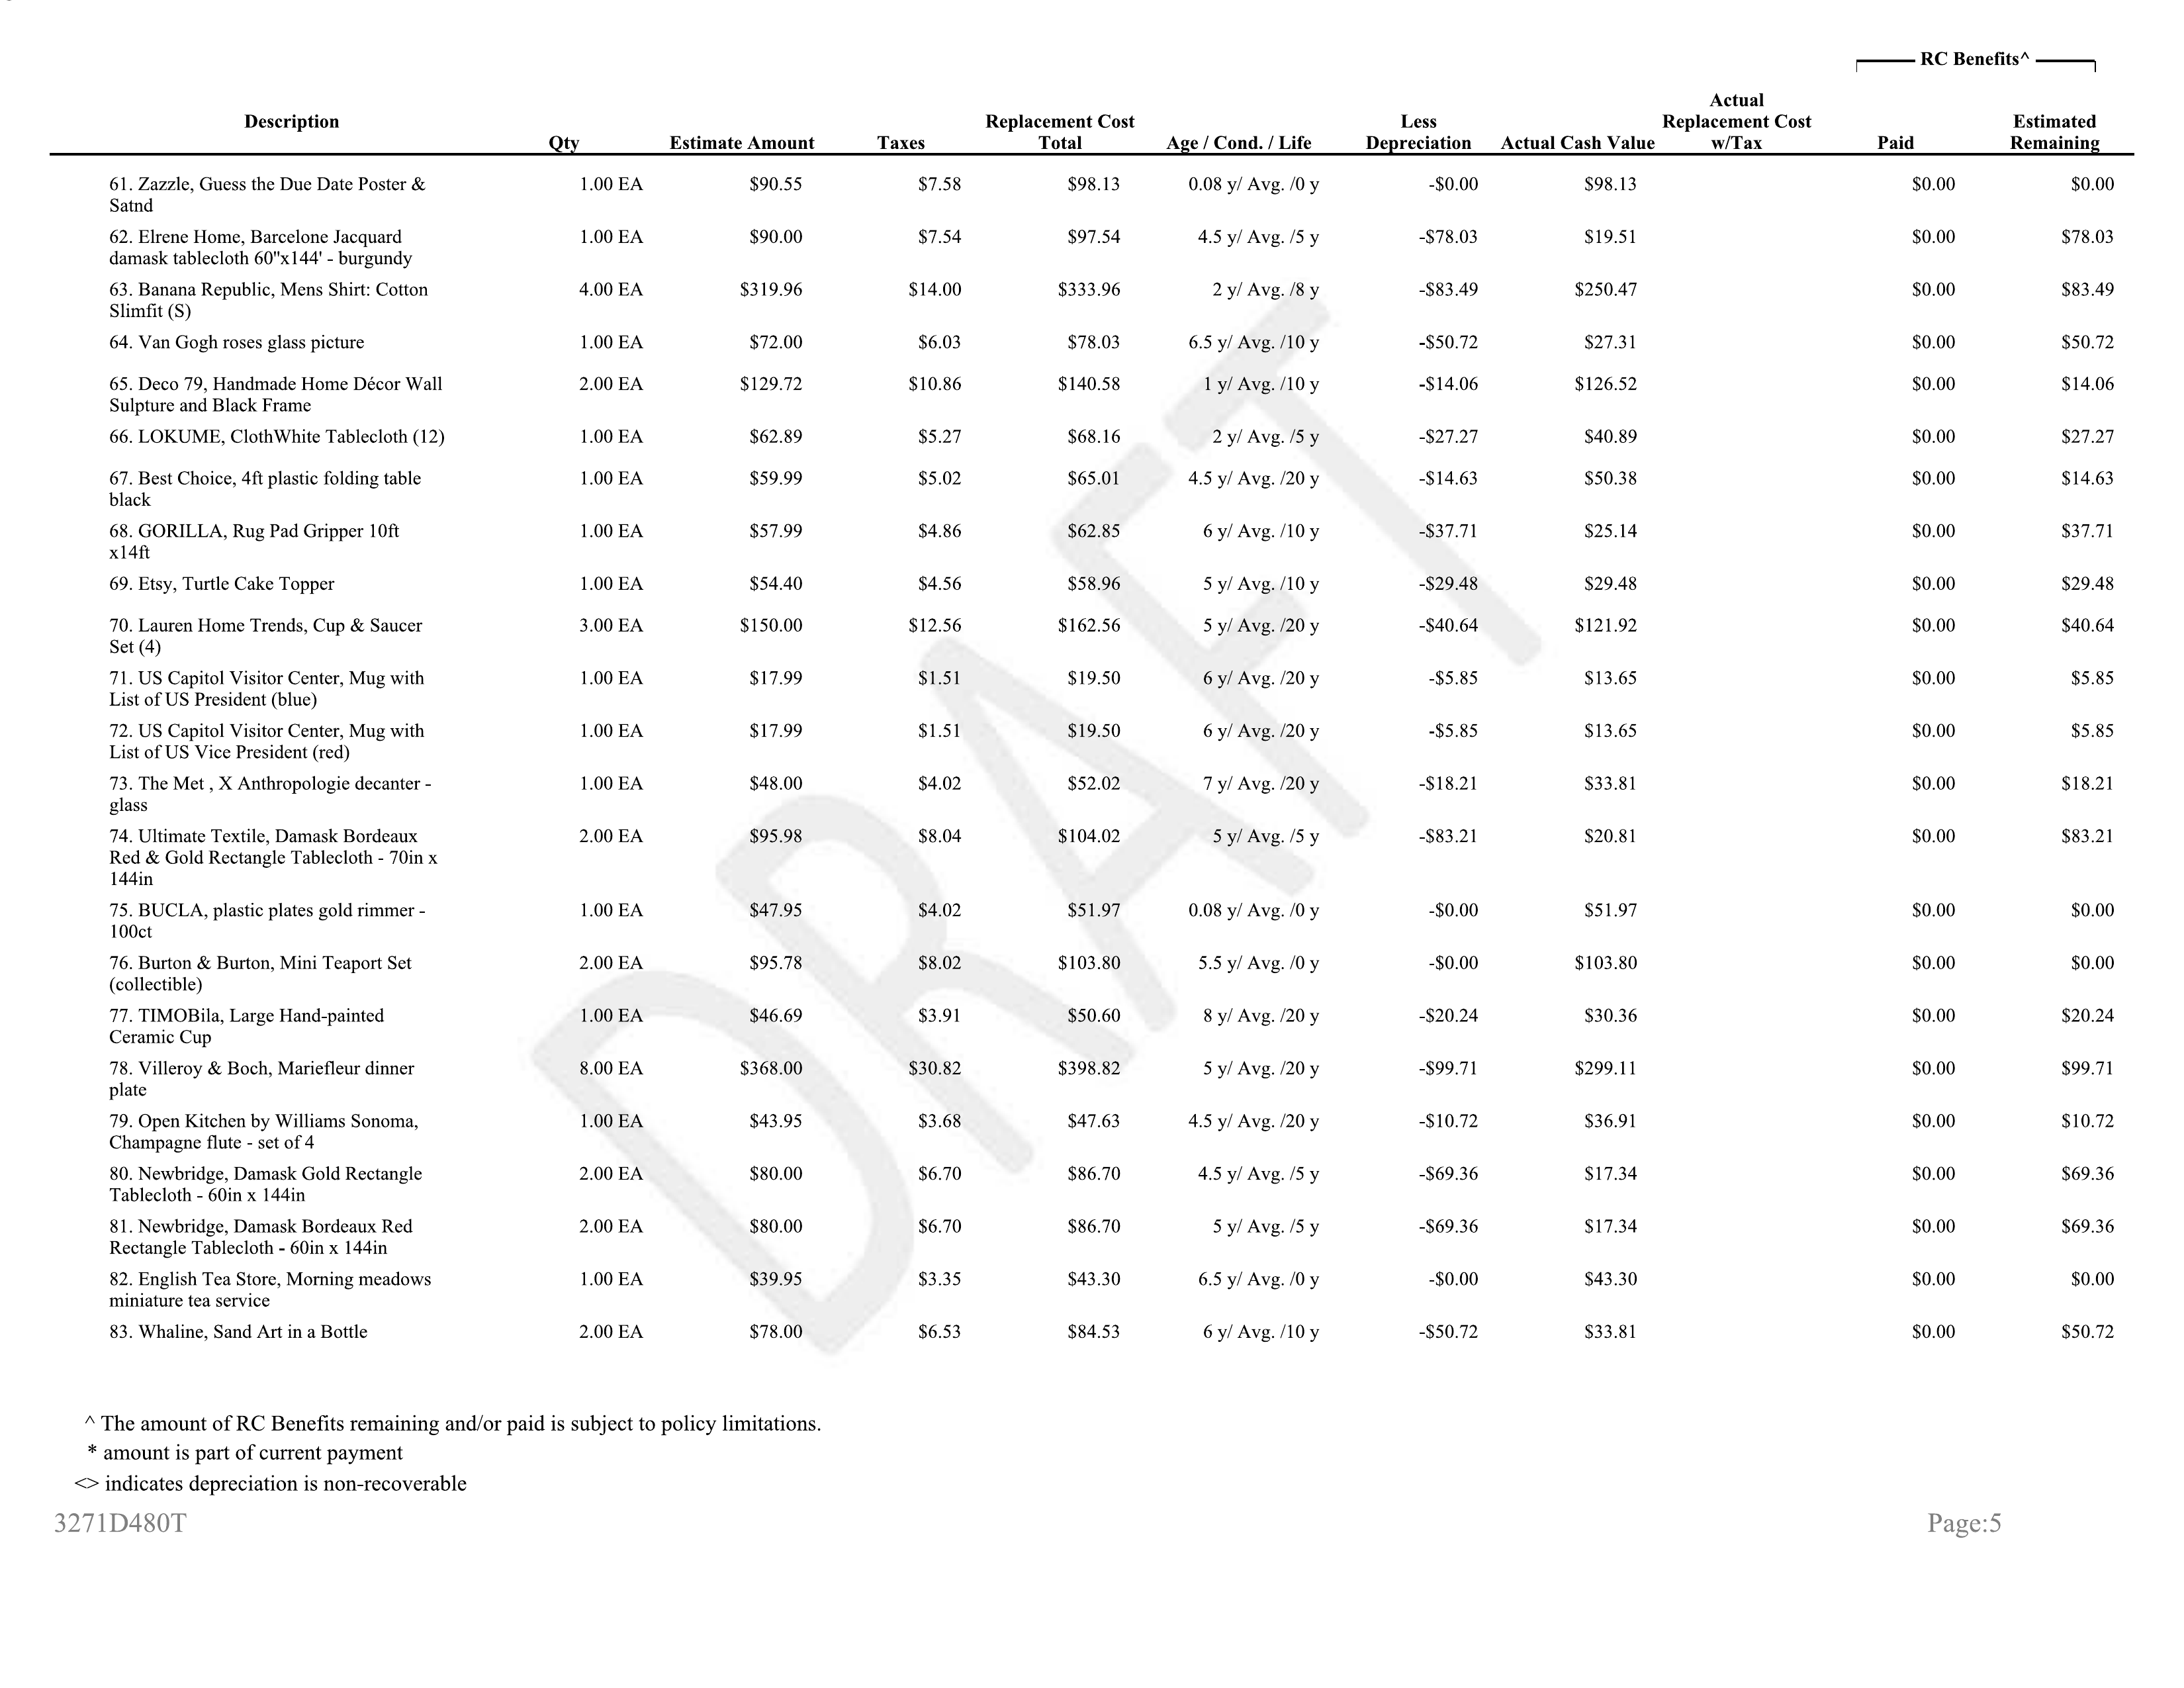 RC Benefits^
Description Qty Estimate Amount Taxes Replacement Cost Total Age / Cond. / Life Less Depreciation Actual Cash Value Actual Replacement Cost w/Tax Paid Estimated Remaining
61. Zazzle, Guess the Due Date Poster & 1.00 EA $90.55 $7.58 $98.13 0.08 y/ Avg. /0 y -$0.00 $98.13 $0.00 $0.00
Satnd
62. Elrene Home, Barcelone Jacquard 1.00 EA $90.00 $7.54 $97.54 4.5 y/ Avg. /5 y -$78.03 $19.51 $0.00 $78.03
damask tablecloth 60"x144' - burgundy
63. Banana Republic, Mens Shirt: Cotton 4.00 EA $319.96 $14.00 $333.96 2 y/ Avg. /8 y -$83.49 $250.47 $0.00 $83.49
Slimfit (S)
64. Van Gogh roses glass picture 1.00 EA $72.00 $6.03 $78.03 6.5 y/ Avg. /10 y -$50.72 $27.31 $0.00 $50.72
65. Deco 79, Handmade Home Décor Wall 2.00 EA $129.72 $10.86 $140.58 1 y/ Avg. /10 y -$14.06 $126.52 $0.00 $14.06
Sulpture and Black Frame
66. LOKUME, ClothWhite Tablecloth (12) 1.00 EA $62.89 $5.27 $68.16 2 y/ Avg. /5 y -$27.27 $40.89 $0.00 $27.27
67. Best Choice, 4ft plastic folding table 1.00 EA $59.99 $5.02 $65.01 4.5 y/ Avg. /20 y -$14.63 $50.38 $0.00 $14.63
black
68. GORILLA, Rug Pad Gripper 10ft 1.00 EA $57.99 $4.86 $62.85 6 y/ Avg. /10 y -$37.71 $25.14 $0.00 $37.71
x14ft
69. Etsy, Turtle Cake Topper 1.00 EA $54.40 $4.56 $58.96 5 y/ Avg. /10 y -$29.48 $29.48 $0.00 $29.48
70. Lauren Home Trends, Cup & Saucer 3.00 EA $150.00 $12.56 $162.56 5 y/ Avg. /20 y -$40.64 $121.92 $0.00 $40.64
Set (4)
71. US Capitol Visitor Center, Mug with 1.00 EA $17.99 $1.51 $19.50 6 y/ Avg. /20 y -$5.85 $13.65 $0.00 $5.85
List of US President (blue)
72. US Capitol Visitor Center, Mug with 1.00 EA $17.99 $1.51 $19.50 6 y/ Avg. /20 y -$5.85 $13.65 $0.00 $5.85
List of US Vice President (red)
73. The Met , X Anthropologie decanter - 1.00 EA $48.00 $4.02 $52.02 7 y/ Avg. /20 y -$18.21 $33.81 $0.00 $18.21
glass
74. Ultimate Textile, Damask Bordeaux 2.00 EA $95.98 $8.04 $104.02 5 y/ Avg. /5 y -$83.21 $20.81 $0.00 $83.21
Red & Gold Rectangle Tablecloth - 70in x
144in
75. BUCLA, plastic plates gold rimmer - 1.00 EA $47.95 $4.02 $51.97 0.08 y/ Avg. /0 y -$0.00 $51.97 $0.00 $0.00
100ct
76. Burton & Burton, Mini Teaport Set 2.00 EA $95.78 $8.02 $103.80 5.5 y/ Avg. /0 y -$0.00 $103.80 $0.00 $0.00
(collectible)
77. TIMOBila, Large Hand-painted 1.00 EA $46.69 $3.91 $50.60 8 y/ Avg. /20 y -$20.24 $30.36 $0.00 $20.24
Ceramic Cup
78. Villeroy & Boch, Mariefleur dinner 8.00 EA $368.00 $30.82 $398.82 5 y/ Avg. /20 y -$99.71 $299.11 $0.00 $99.71
plate
79. Open Kitchen by Williams Sonoma, 1.00 EA $43.95 $3.68 $47.63 4.5 y/ Avg. /20 y -$10.72 $36.91 $0.00 $10.72
Champagne flute - set of 4
80. Newbridge, Damask Gold Rectangle 2.00 EA $80.00 $6.70 $86.70 4.5 y/ Avg. /5 y -$69.36 $17.34 $0.00 $69.36
Tablecloth - 60in x 144in
81. Newbridge, Damask Bordeaux Red 2.00 EA $80.00 $6.70 $86.70 5 y/ Avg. /5 y -$69.36 $17.34 $0.00 $69.36
Rectangle Tablecloth - 60in x 144in
82. English Tea Store, Morning meadows 1.00 EA $39.95 $3.35 $43.30 6.5 y/ Avg. /0 y -$0.00 $43.30 $0.00 $0.00
miniature tea service
83. Whaline, Sand Art in a Bottle 2.00 EA $78.00 $6.53 $84.53 6 y/ Avg. /10 y -$50.72 $33.81 $0.00 $50.72
DRAFT
^ The amount of RC Benefits remaining and/or paid is subject to policy limitations.
* amount is part of current payment
<> indicates depreciation is non-recoverable
3271D480T Page:5